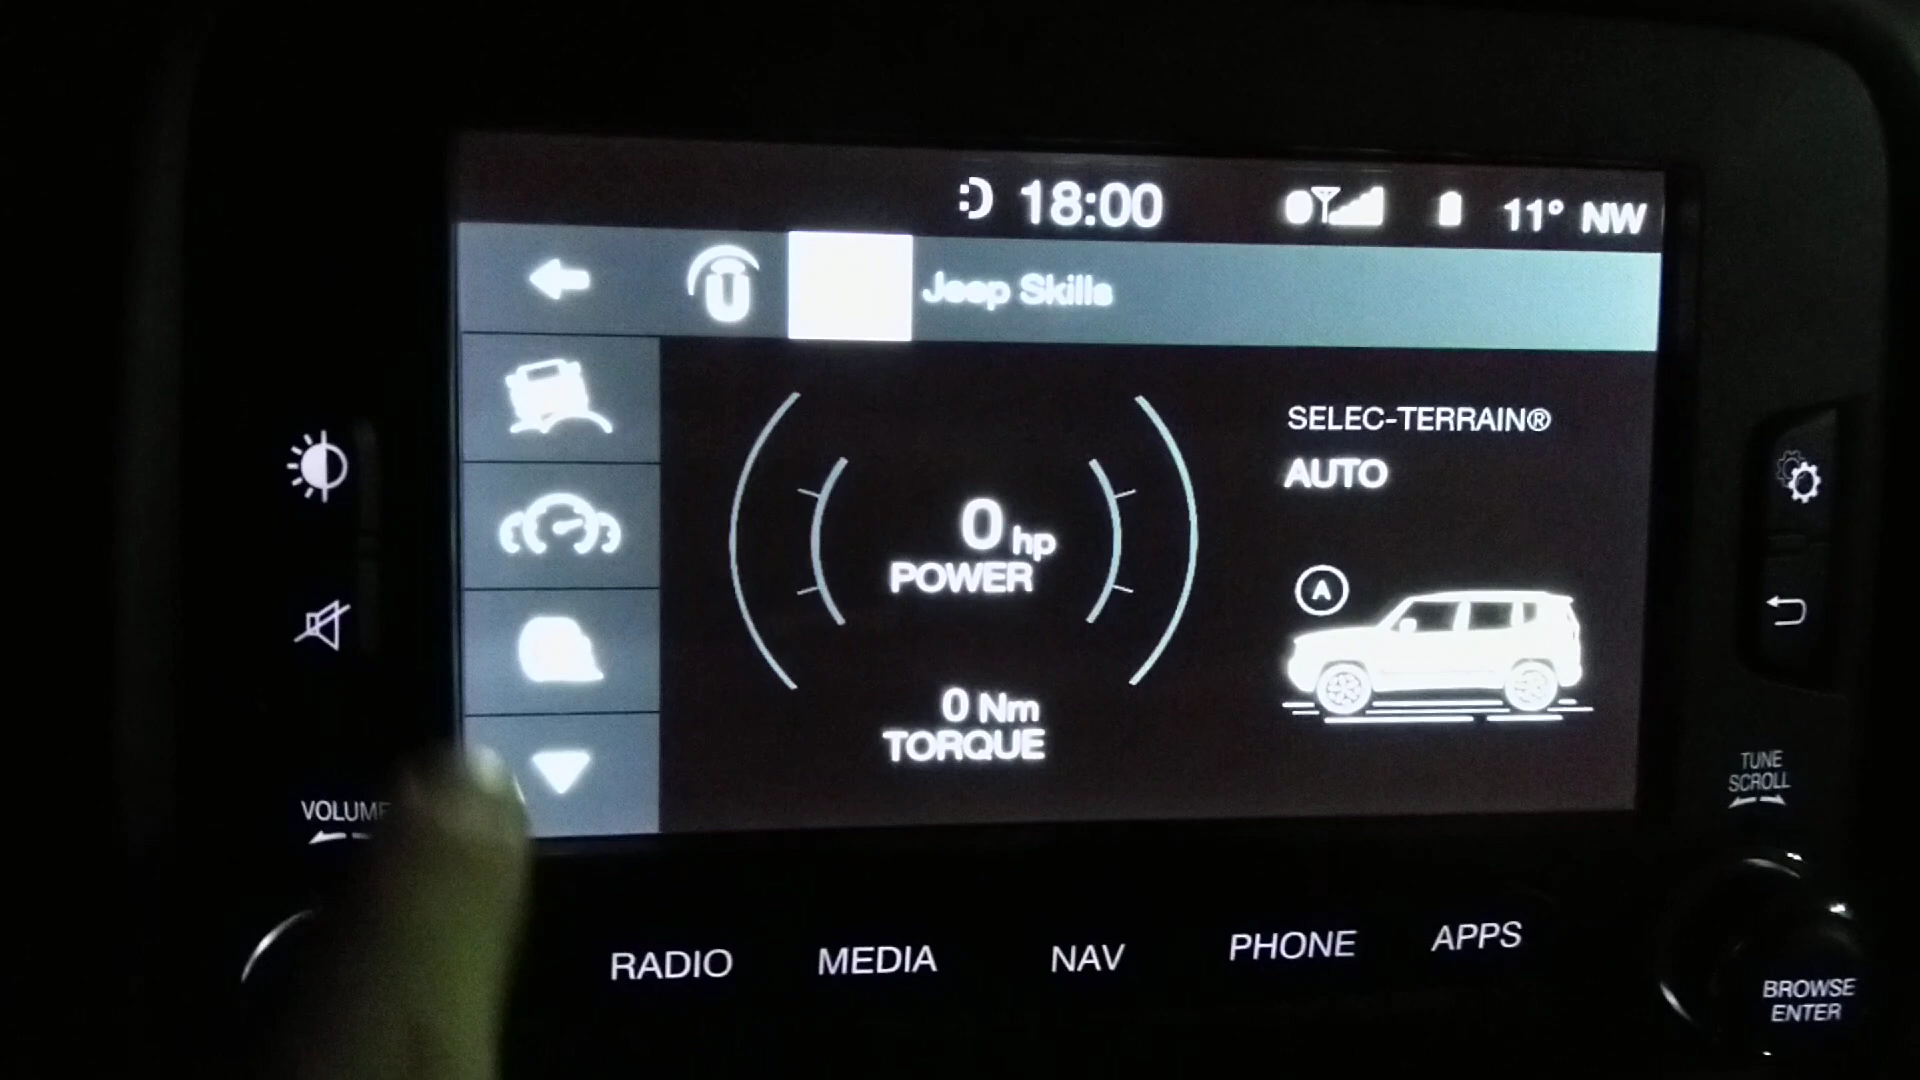 18:00
11° NW
Jeep Skills
SELEC-TERRAIN®
AUTO
0 hp
POWER
A
0 Nm
TORQUE
VOLUME
TUNE
SCROLL
RADIO
MEDIA
NAV
PHONE
APPS
BROWSE
ENTER